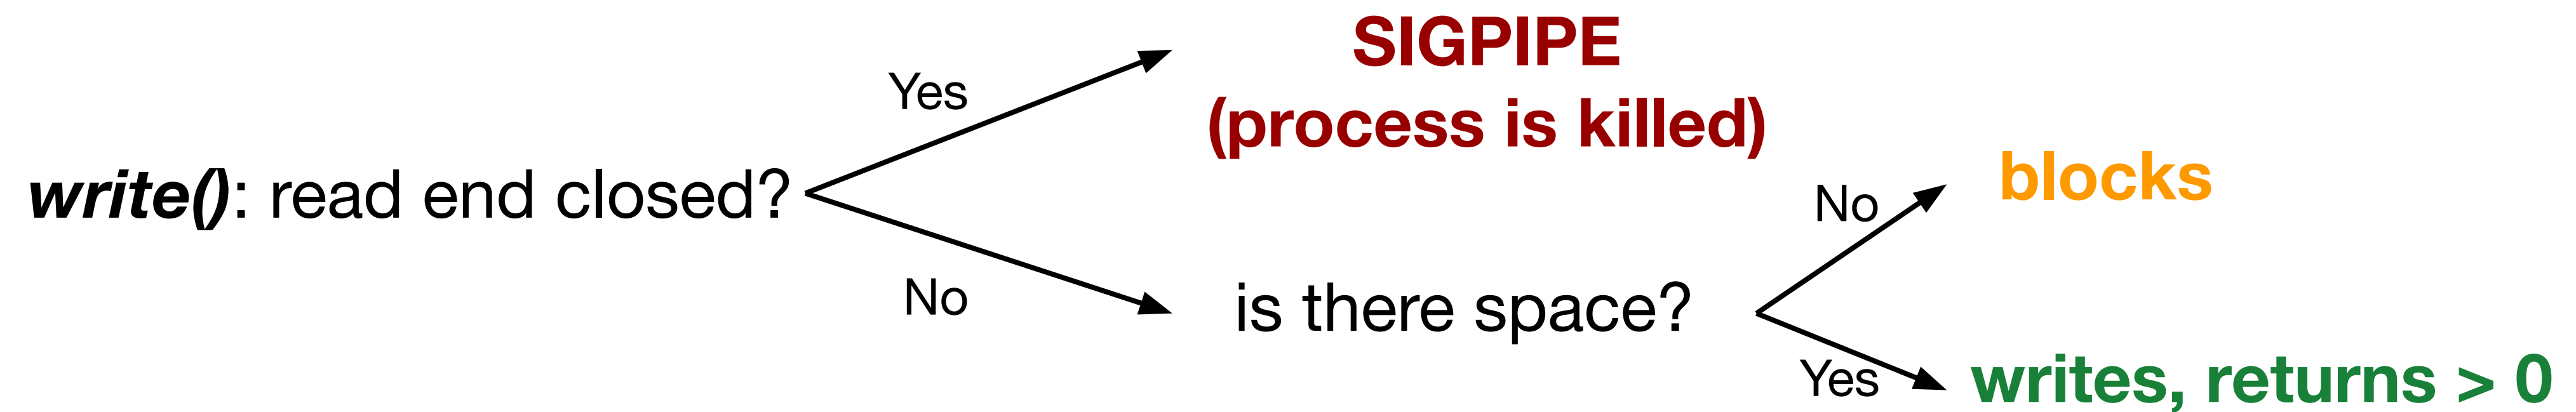 write(): read end closed?
Yes
SIGPIPE
(process is killed)
No
is there space?
No
blocks
Yes
writes, returns > 0